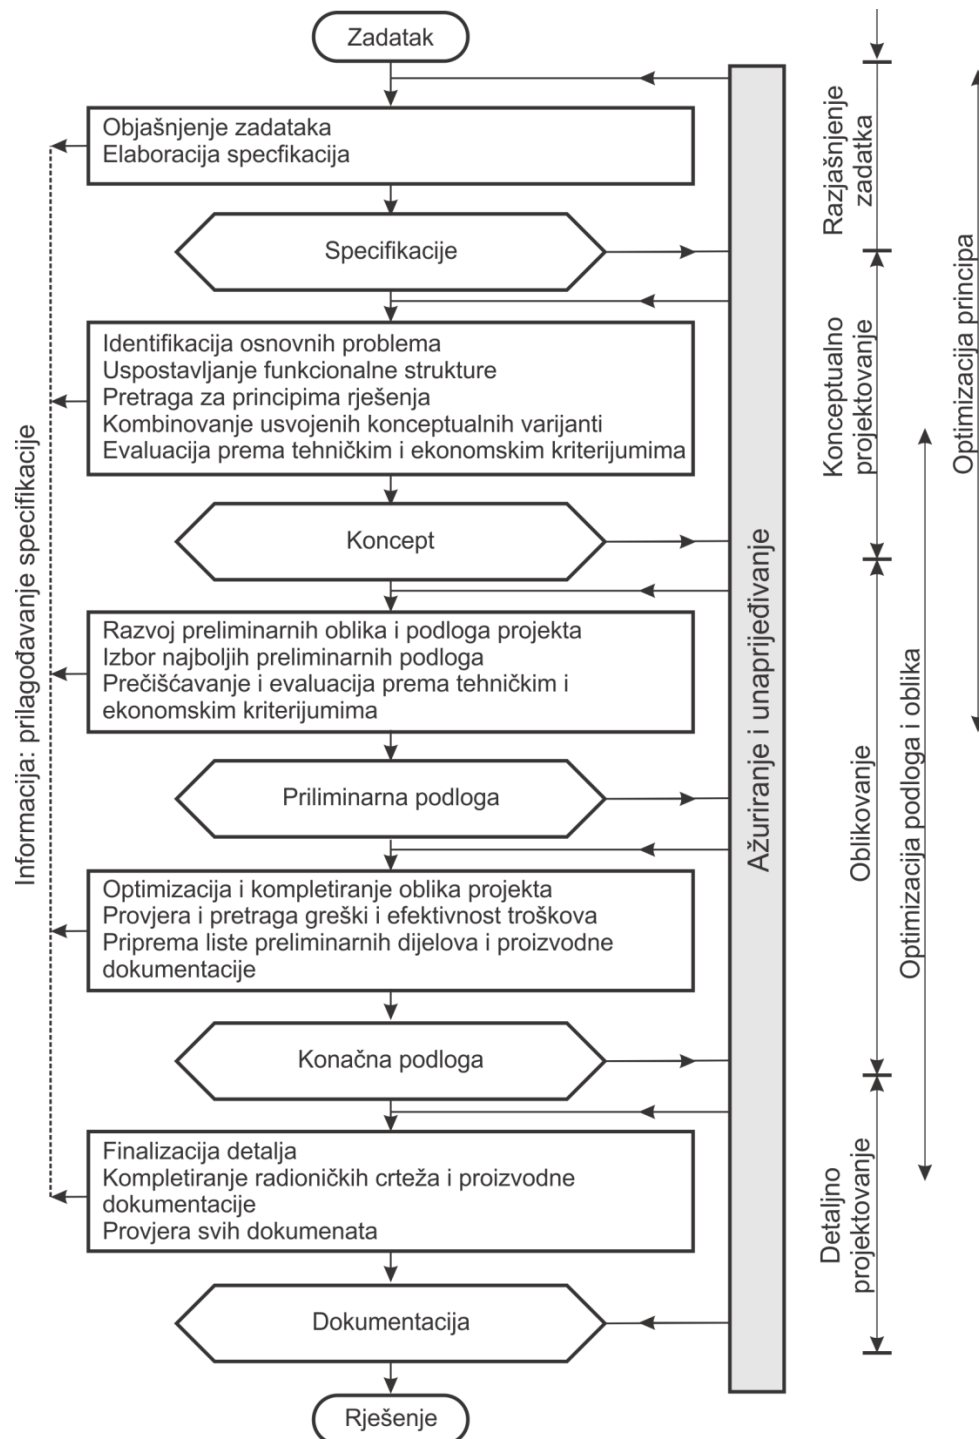 Zadatak
Objašnjenje zadataka
Elaboracija specfikacija
Specifikacije
Identifikacija osnovnih problema
Uspostavljanje funkcionalne strukture
Pretraga za principima rješenja
Kombinovanje usvojenih konceptualnih varijanti
Evaluacija prema tehničkim i ekonomskim kriterijumima
Koncept
Razvoj preliminarnih oblika i podloga projekta
Izbor najboljih preliminarnih podloga
Prečišćavanje i evaluacija prema tehničkim i
ekonomskim kriterijumima
Priliminarna podloga
Optimizacija i kompletiranje oblika projekta
Provjera i pretraga greški i efektivnost troškova
Priprema liste preliminarnih dijelova i proizvodne
dokumentacije
Konačna podloga
Finalizacija detalja
Kompletiranje radioničkih crteža i proizvodne
dokumentacije
Provjera svih dokumenata
Dokumentacija
Rješenje
Informacija: prilagođavanje specifikacije
Ažuriranje i unaprijeđivanje
Razjašnjenje
zadatka
Konceptualno
projektovanje
Oblikovanje
Detaljno
projektovanje
Optimizacija podloga i oblika
Optimizacija principa